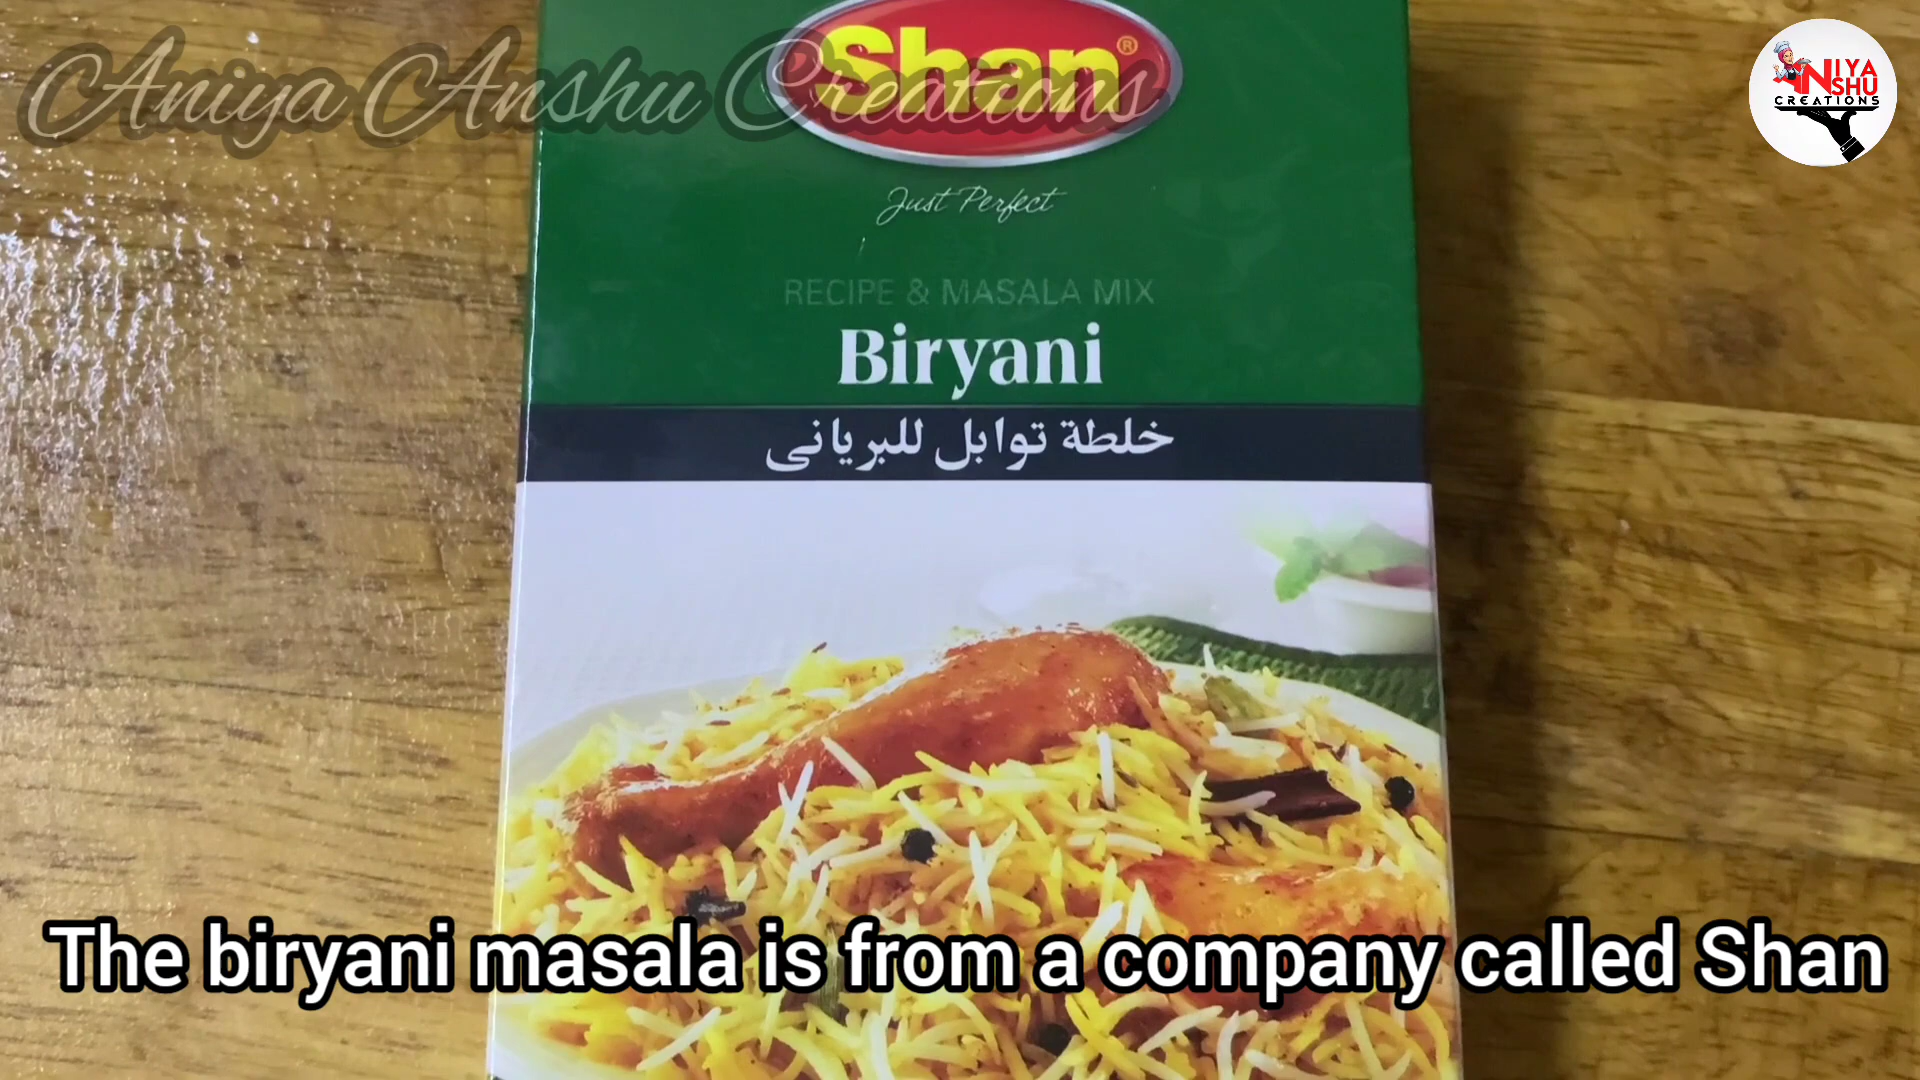 Aniya Anshu Creations
Shan®
NIYA
NSHU
CREATIONS
Just Perfect
RECIPE & MASALA MIX
Biryani
خلطة توابل للبرياني
The biryani masala is from a company called Shan